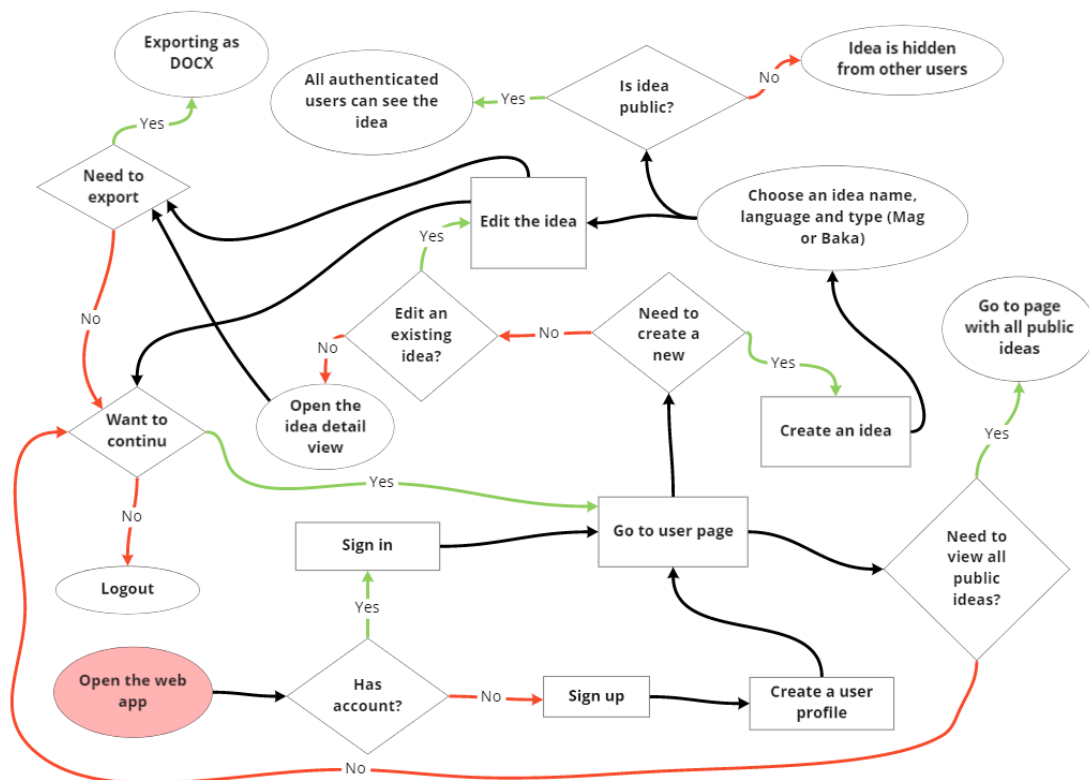 Exporting as
DOCX
Yes
Need to
export
No
All authenticated
users can see the
idea
Yes
Is idea
public?
No
Idea is hidden
from other users
Edit the idea
Choose an idea name,
language and type (Mag
or Baka)
Yes
Edit an
existing
idea?
No
Open the
idea detail
view
No
Need to
create a
new
Yes
Create an idea
Go to page
with all public
ideas
Yes
Want to
continu
Yes
No
Logout
Sign in
Go to user page
Need to
view all
public
ideas?
Yes
Open the web
app
Has
account?
No
Sign up
Create a user
profile
No